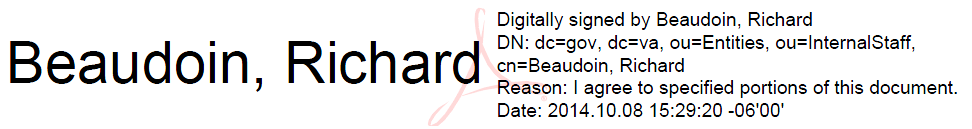 Beaudoin, Richard
Digitally signed by Beaudoin, Richard
DN: dc=gov, dc=va, ou=Entities, ou=InternalStaff,
cn=Beaudoin, Richard
Reason: I agree to specified portions of this document.
Date: 2014.10.08 15:29:20 -06'00'